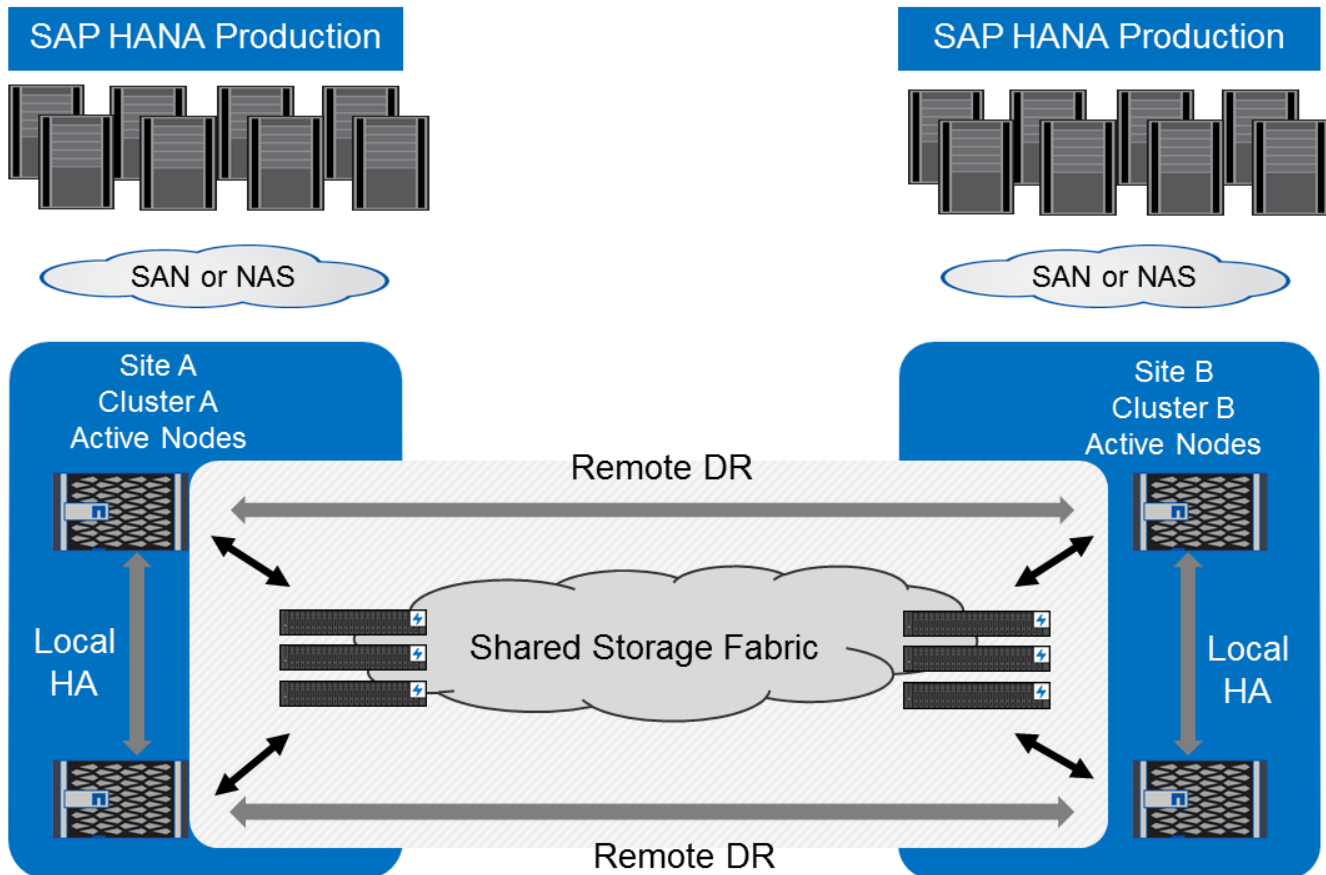 SAP HANA Production
SAP HANA Production
SAN or NAS
SAN or NAS
Site A
Cluster A
Active Nodes
Site B
Cluster B
Active Nodes
Remote DR
Local
HA
Shared Storage Fabric
Local
HA
Remote DR